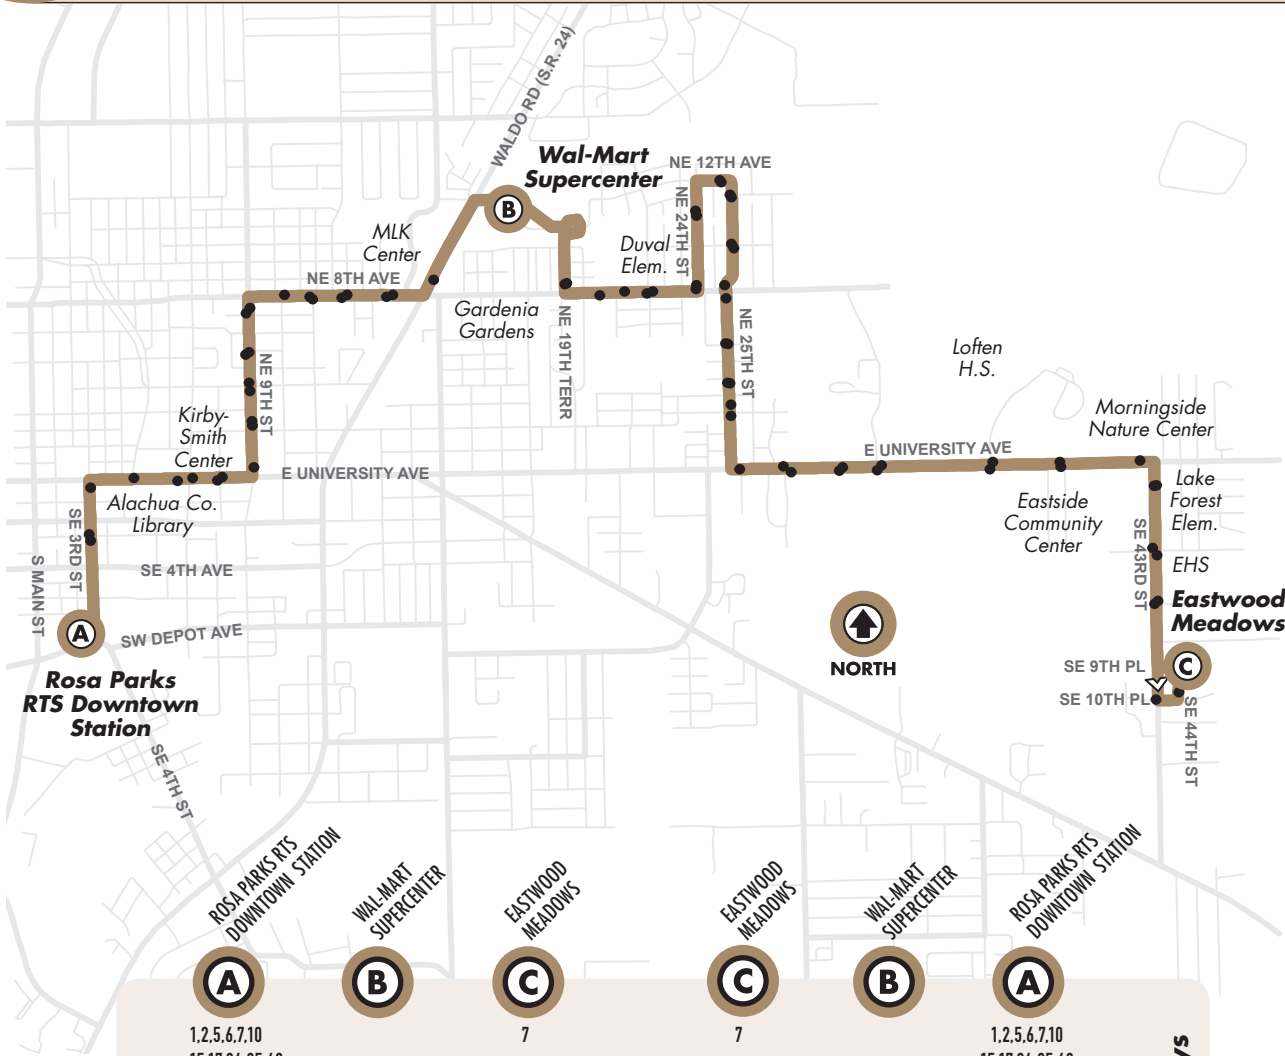 WALDO RD (S.R. 24)
Wal-Mart
Supercenter
NE 12TH AVE
B
NE 24TH ST
MLK
Center
Duval
Elem.
NE 8TH AVE
Gardenia
Gardens
NE 19TH TERR
NE 25TH ST
Loften
H.S.
NE 9TH ST
Kirby-
Smith
Center
Morningside
Nature Center
E UNIVERSITY AVE
E UNIVERSITY AVE
Alachua Co.
Library
Lake
Forest
Elem.
Eastside
Community
Center
SE 3RD ST
SE 43RD ST
S MAIN ST
SE 4TH AVE
EHS
Eastwood
Meadows
A
SW DEPOT AVE
NORTH
SE 9TH PL
C
SE 10TH PL
SE 44TH ST
Rosa Parks
RTS Downtown
Station
SE 4TH ST
ROSA PARKS RTS
DOWNTOWN STATION
WAL-MART
SUPERCENTER
EASTWOOD
MEADOWS
EASTWOOD
MEADOWS
WAL-MART
SUPERCENTER
ROSA PARKS RTS
DOWNTOWN STATION
A
B
C
C
B
A
1,2,5,6,7,10
7
7
1,2,5,6,7,10